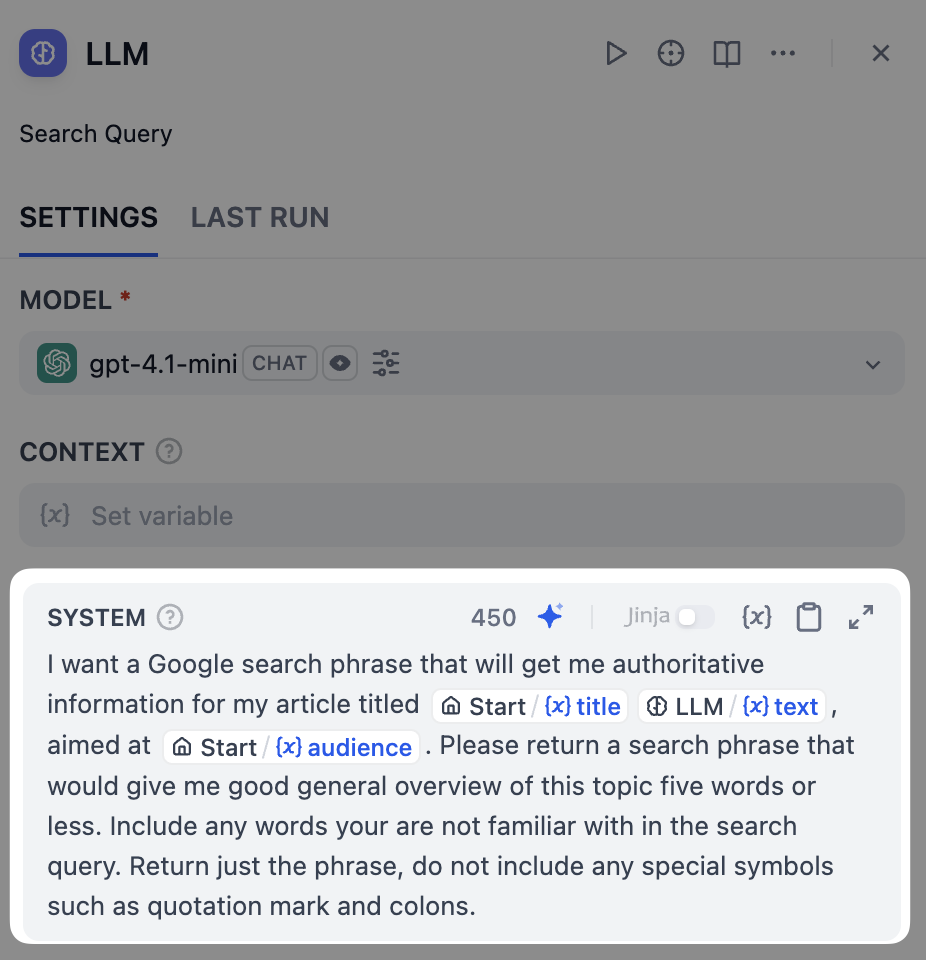 LLM
Search Query
SETTINGS LAST RUN
MODEL *
gpt-4.1-mini CHAT
CONTEXT ?
{x} Set variable
SYSTEM ? 450 Jinja {x}
I want a Google search phrase that will get me authoritative
information for my article titled Start / {x} title LLM / {x} text ,
aimed at Start / {x} audience . Please return a search phrase that
would give me good general overview of this topic five words or
less. Include any words your are not familiar with in the search
query. Return just the phrase, do not include any special symbols
such as quotation mark and colons.